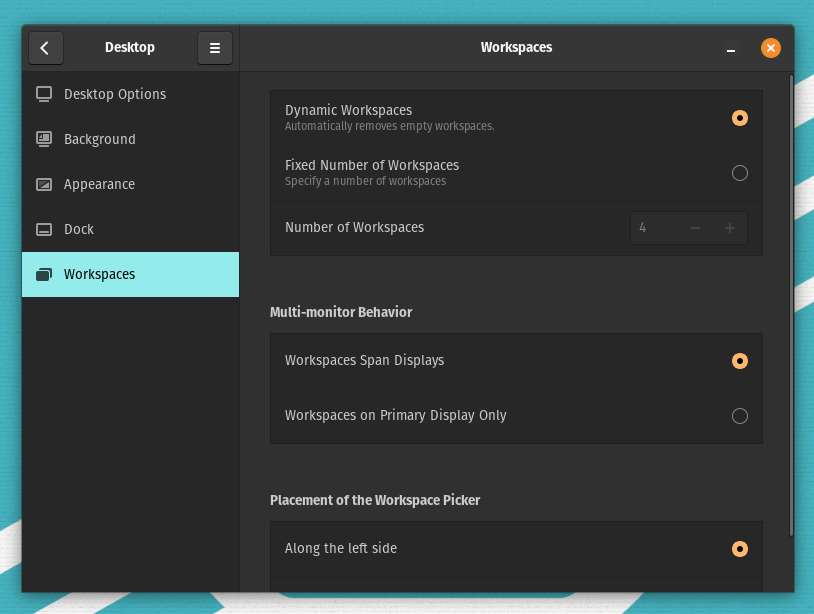 Desktop
Workspaces
Desktop Options
Background
Appearance
Dock
Workspaces
Dynamic Workspaces
Automatically removes empty workspaces.
Fixed Number of Workspaces
Specify a number of workspaces
Number of Workspaces
4
Multi-monitor Behavior
Workspaces Span Displays
Workspaces on Primary Display Only
Placement of the Workspace Picker
Along the left side